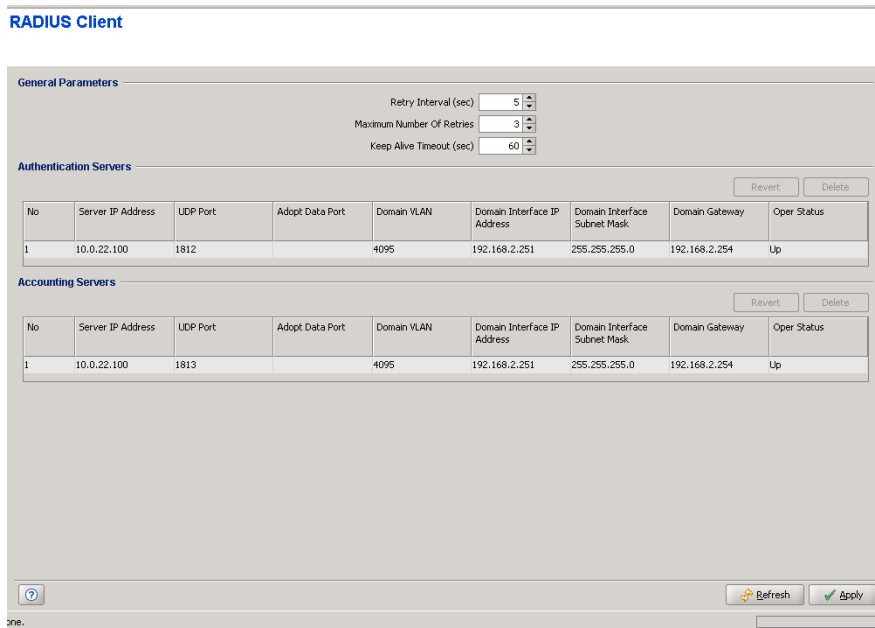 RADIUS Client
General Parameters
Retry Interval (sec) 5
Maximum Number Of Retries 3
Keep Alive Timeout (sec) 60
Authentication Servers
Revert Delete
No Server IP Address UDP Port Adopt Data Port Domain VLAN Domain Interface IP Address Domain Interface Subnet Mask Domain Gateway Oper Status
1 10.0.22.100 1812 4095 192.168.2.251 255.255.255.0 192.168.2.254 Up
Accounting Servers
Revert Delete
No Server IP Address UDP Port Adopt Data Port Domain VLAN Domain Interface IP Address Domain Interface Subnet Mask Domain Gateway Oper Status
1 10.0.22.100 1813 4095 192.168.2.251 255.255.255.0 192.168.2.254 Up
? Refresh Apply
one.